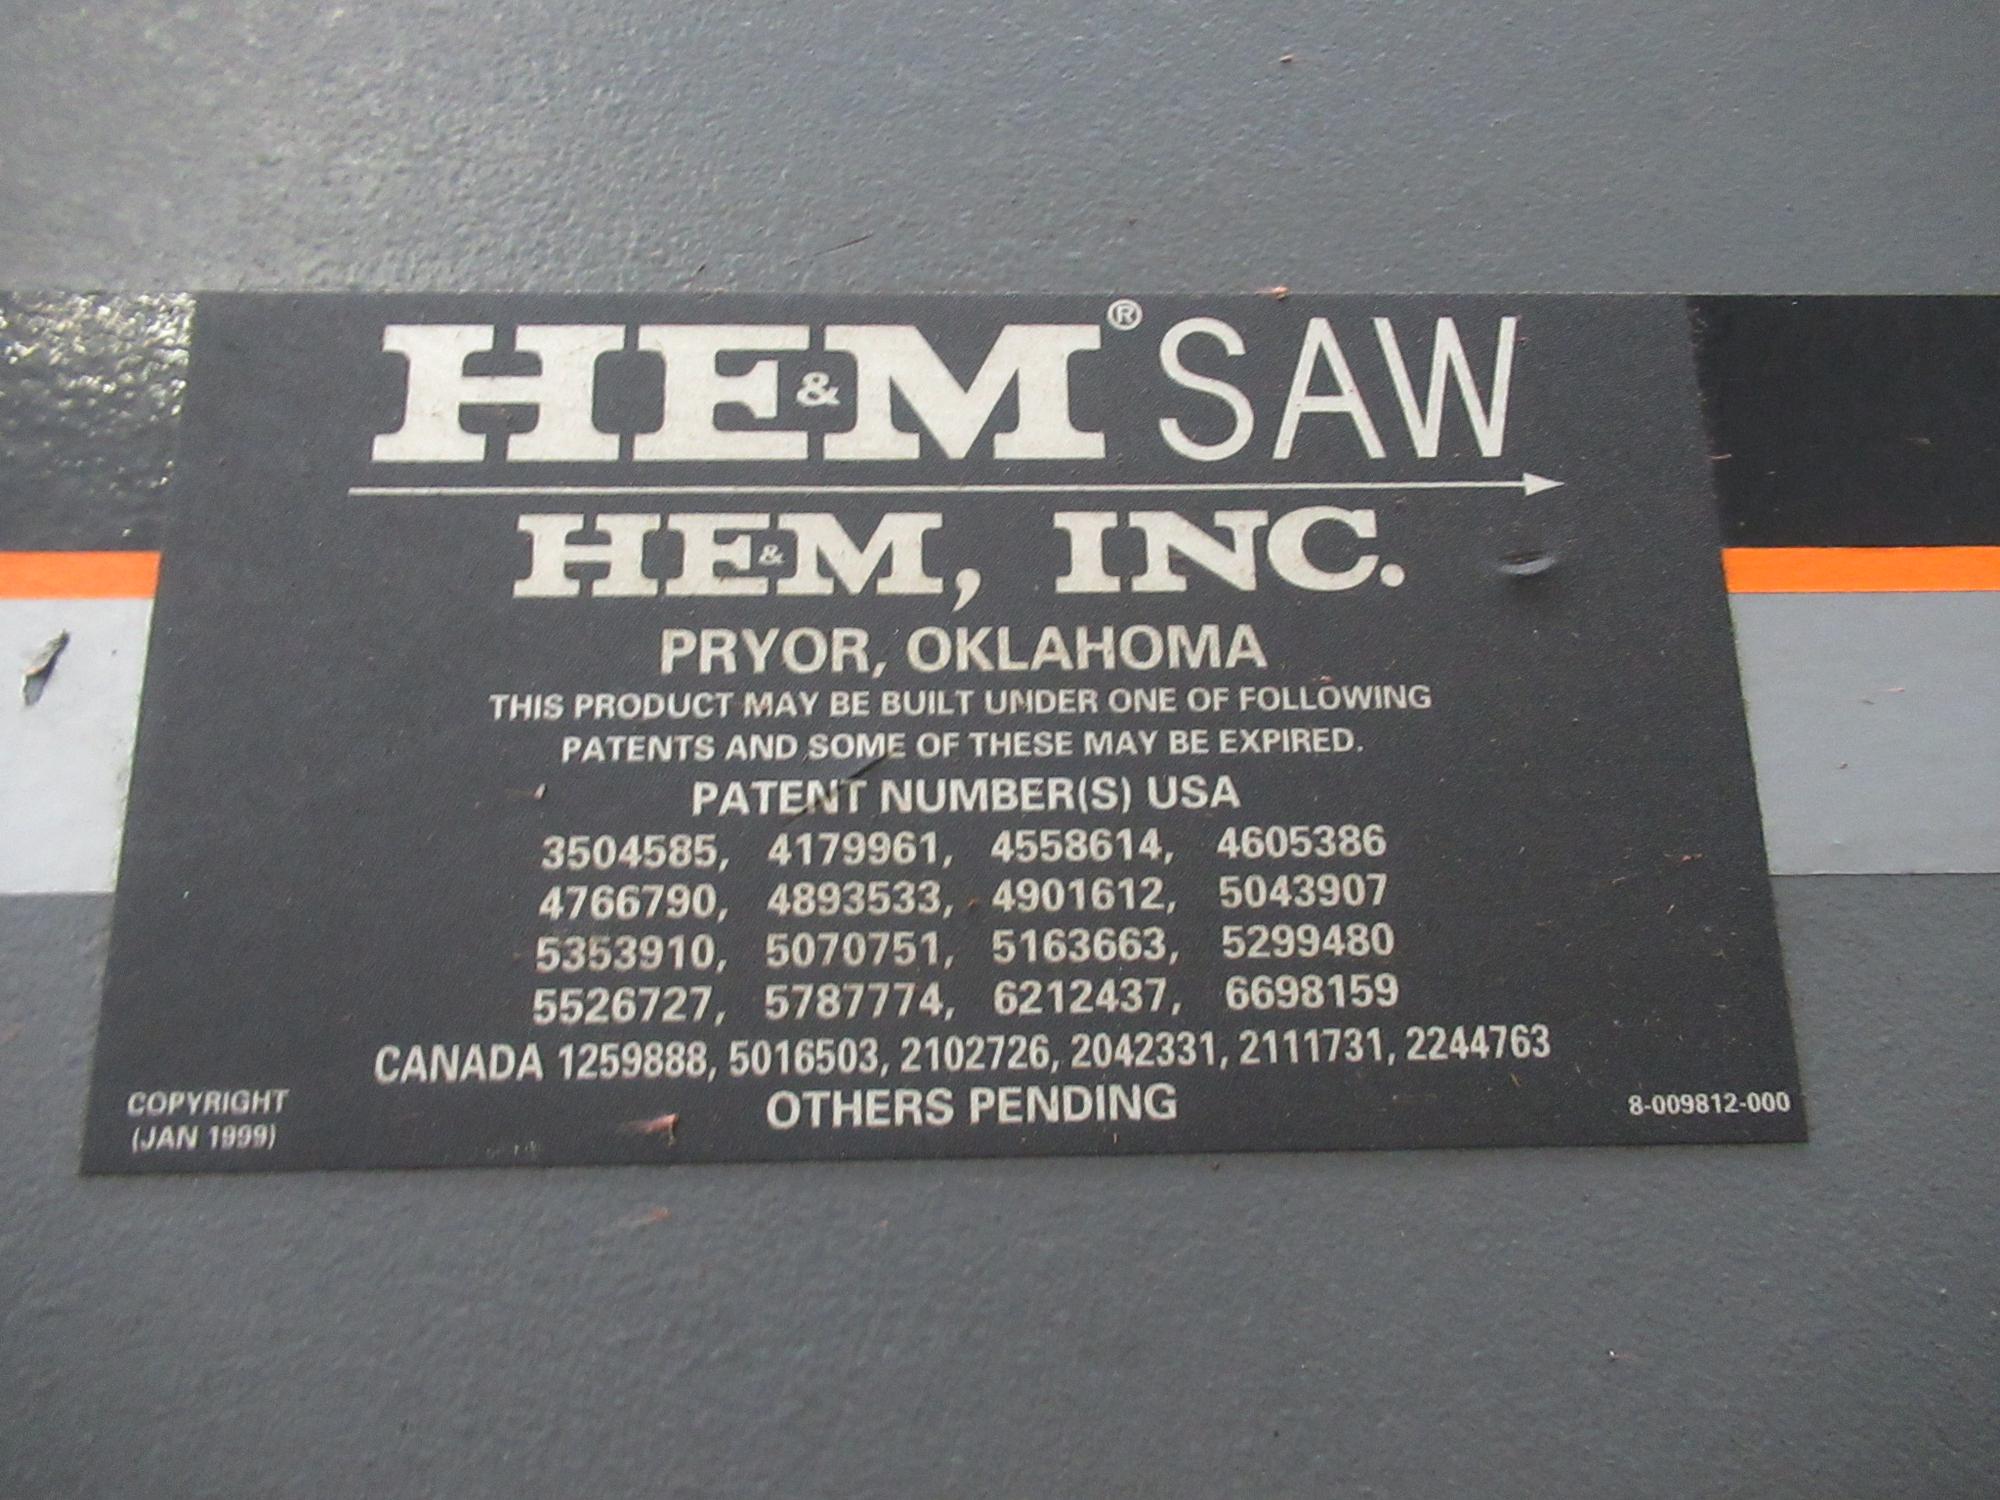 HE&M® SAW
HE&M, INC.
PRYOR, OKLAHOMA
THIS PRODUCT MAY BE BUILT UNDER ONE OF FOLLOWING
PATENTS AND SOME OF THESE MAY BE EXPIRED.
PATENT NUMBER(S) USA
3504585, 4179961, 4558614, 4605386
4766790, 4893533, 4901612, 5043907
5353910, 5070751, 5163663, 5299480
5526727, 5787774, 6212437, 6698159
CANADA 1259888, 5016503, 2102726, 2042331, 2111731, 2244763
OTHERS PENDING
COPYRIGHT
(JAN 1999)
8-009812-000